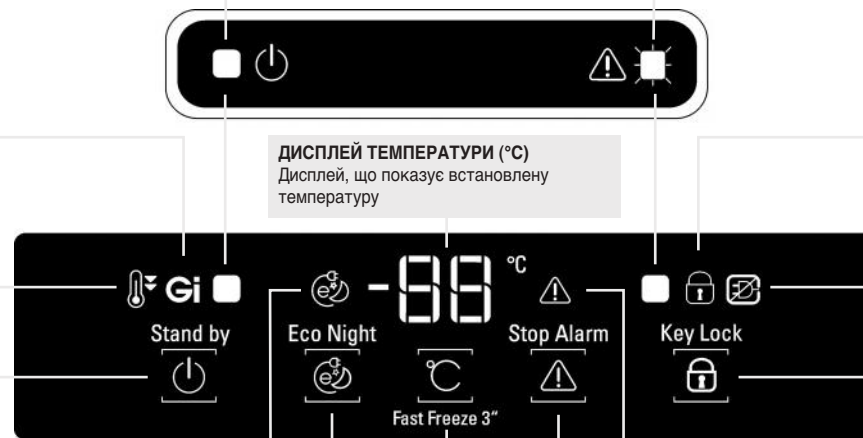 ДИСПЛЕЙ ТЕМПЕРАТУРИ (°C)
Дисплей, що показує встановлену
температуру
Gi
-88 °C
Stand by
Eco Night
Stop Alarm
Key Lock
°C
Fast Freeze 3“